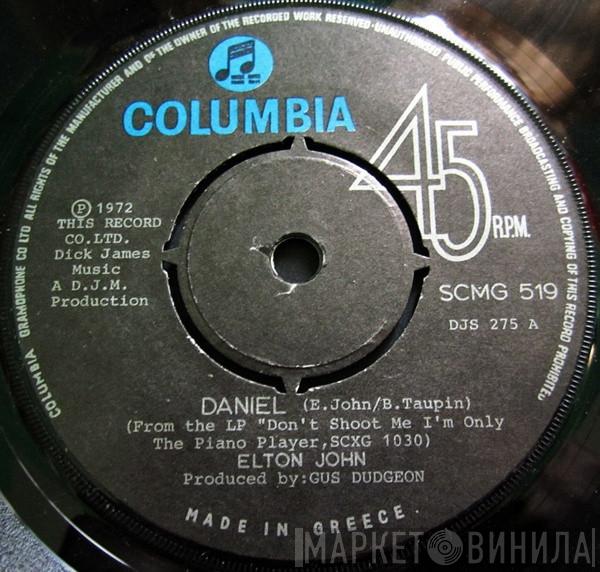 COLUMBIA GRAMOPHONE CO LTD ALL RIGHTS OF THE MANUFACTURER AND OF THE OWNER OF THE RECORDED WORK RESERVED·UNAUTHORISED PUBLIC PERFORMANCE BROADCASTING AND COPYING OF THIS RECORD PROHIBITED
COLUMBIA
45
R.P.M.
Ⓟ 1972
THIS RECORD
CO.LTD.
Dick James
Music
A D.J.M.
Production
SCMG 519
DJS 275 A
DANIEL (E.John/B.Taupin)
(From the LP "Don't Shoot Me I'm Only
The Piano Player,SCXG 1030)
ELTON JOHN
Produced by:GUS DUDGEON
MADE IN GREECE.
МАРКЕТ ВИНИЛА